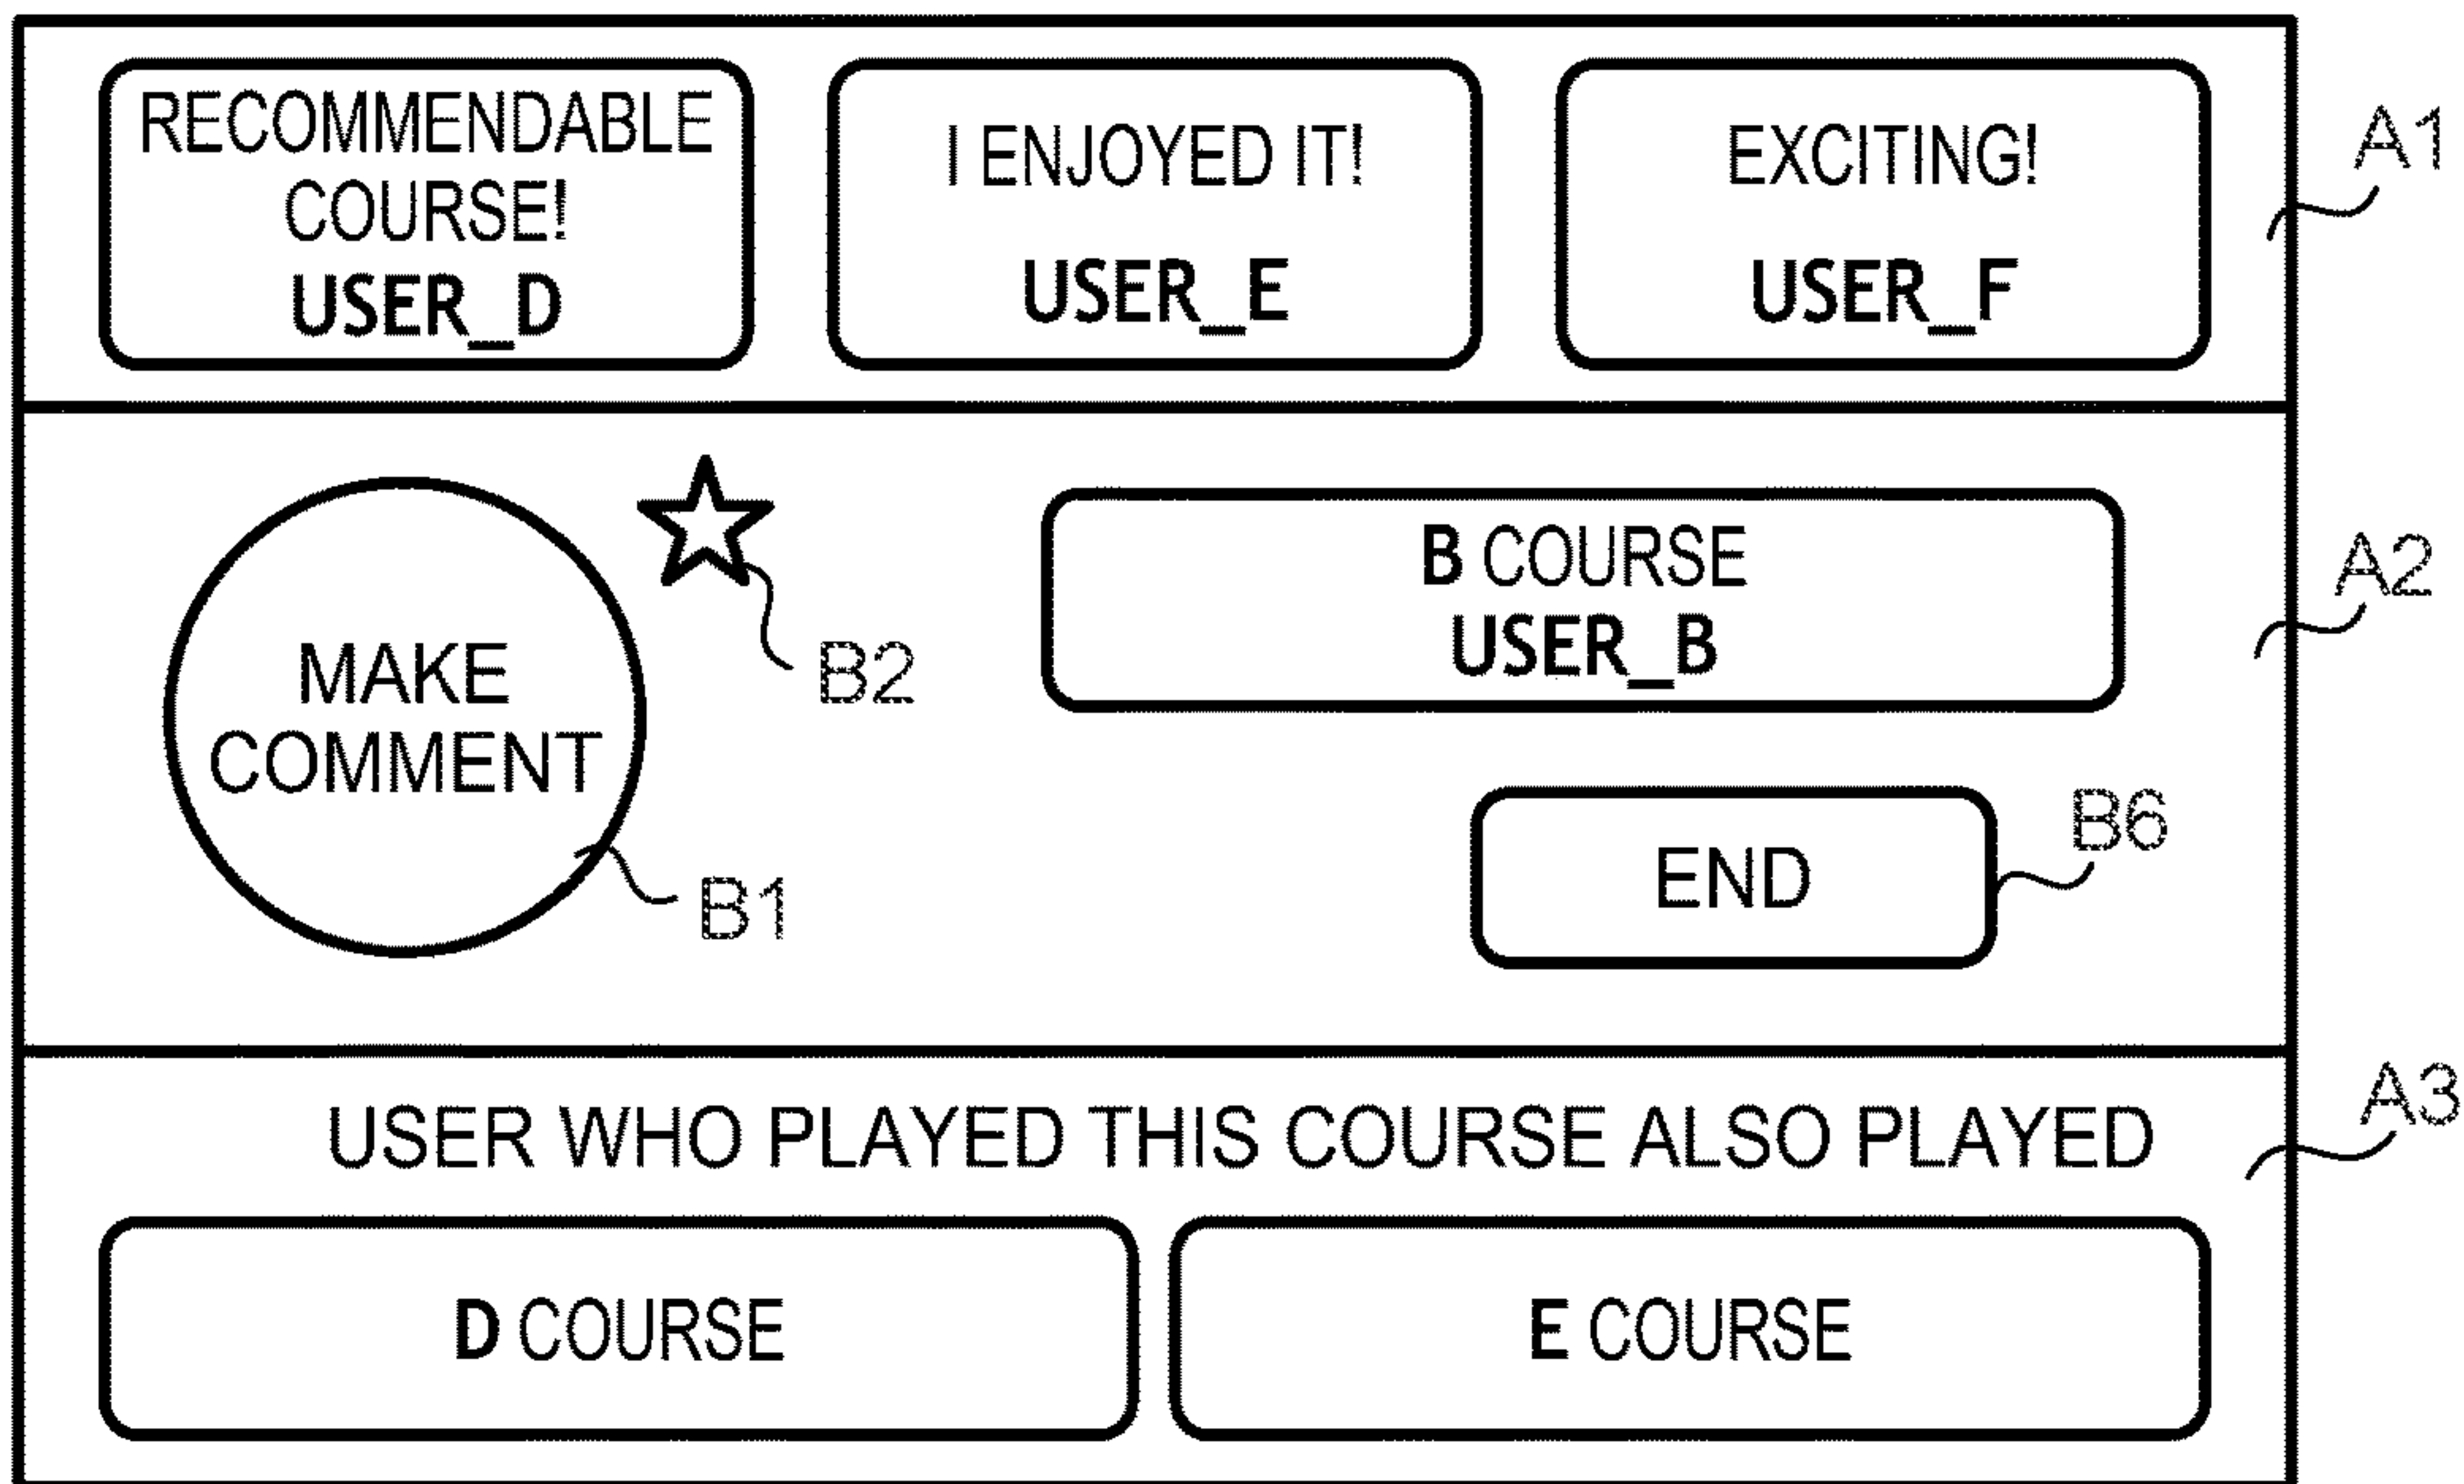 RECOMMENDABLE
COURSE!
USER_D
I ENJOYED IT!
USER_E
EXCITING!
USER_F
A1
MAKE
COMMENT
B1
B2
B COURSE
USER_B
A2
END
B6
USER WHO PLAYED THIS COURSE ALSO PLAYED
A3
D COURSE
E COURSE